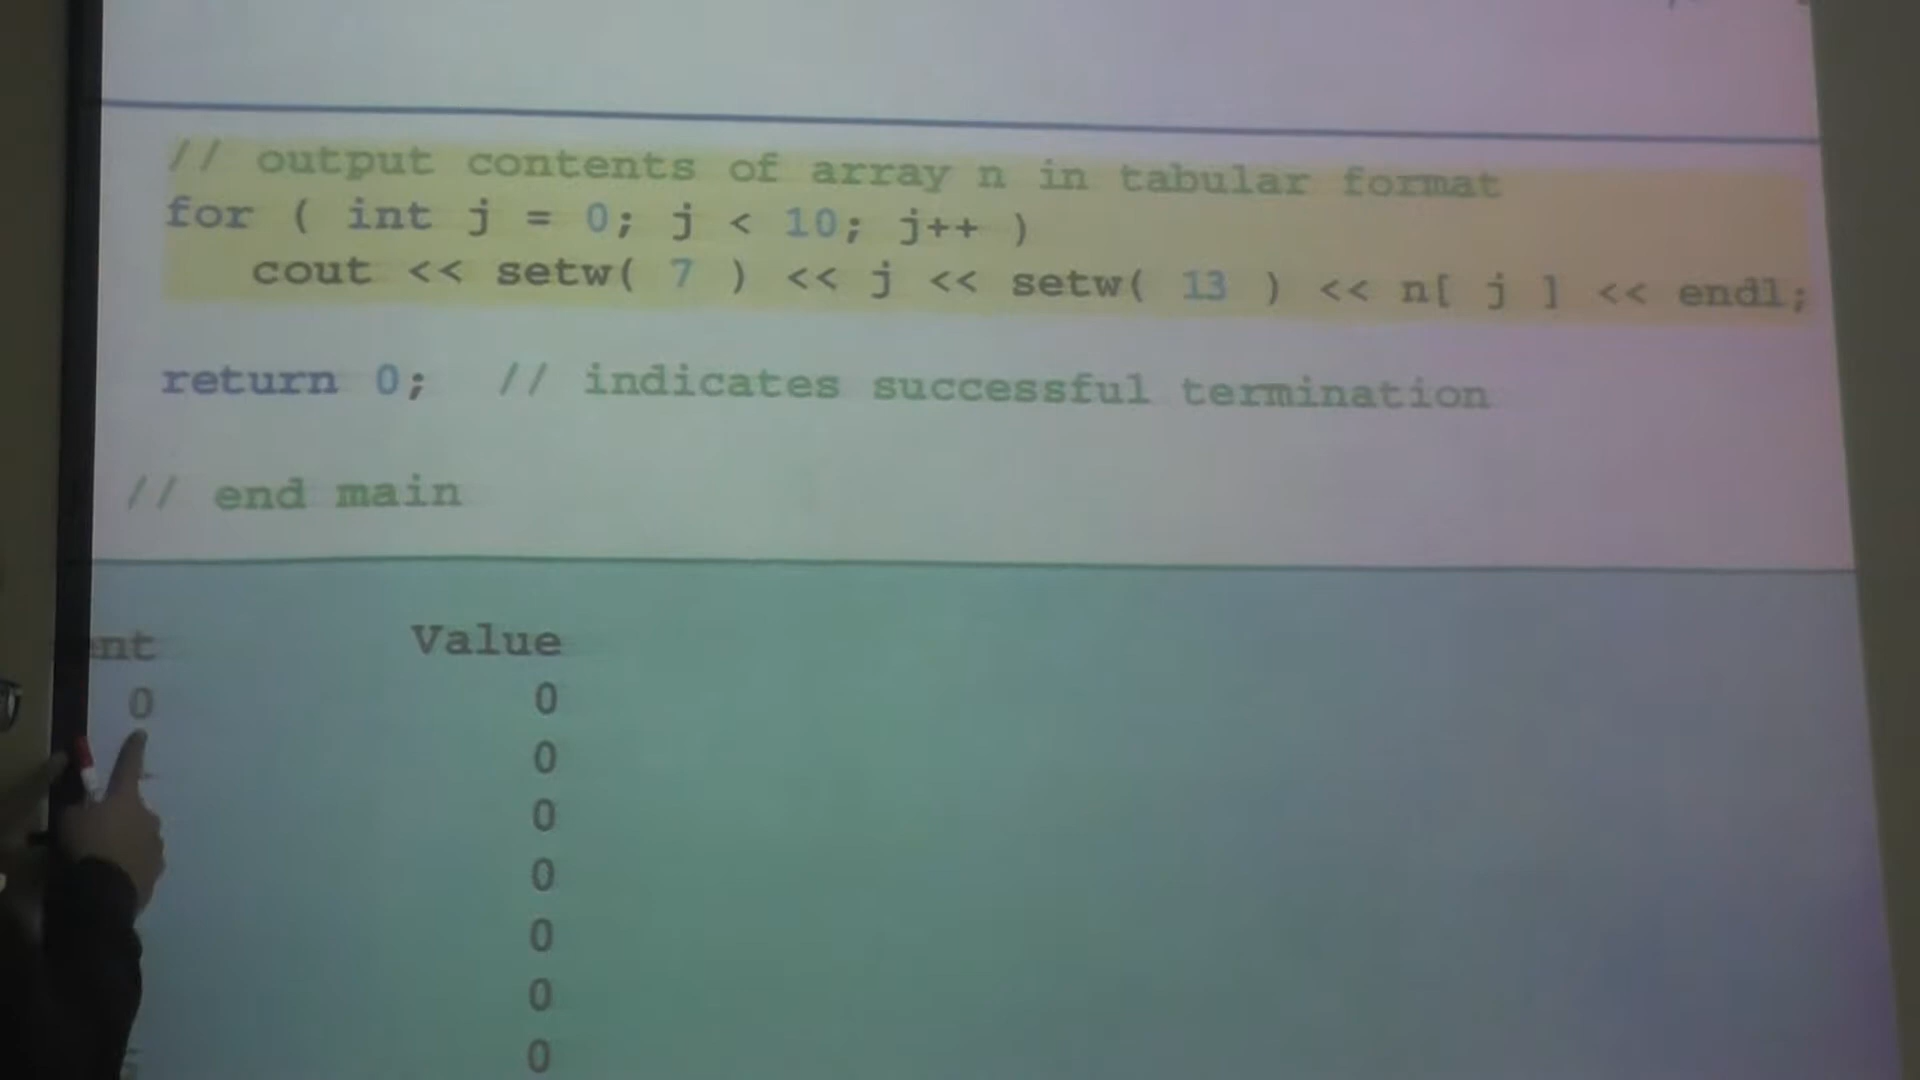 // output contents of array n in tabular format
for ( int j = 0; j < 10; j++ )
cout << setw( 7 ) << j << setw( 13 ) << n[ j ] << endl;
return 0; // indicates successful termination
// end main
nt Value
0 0
0
0
0
0
0
0